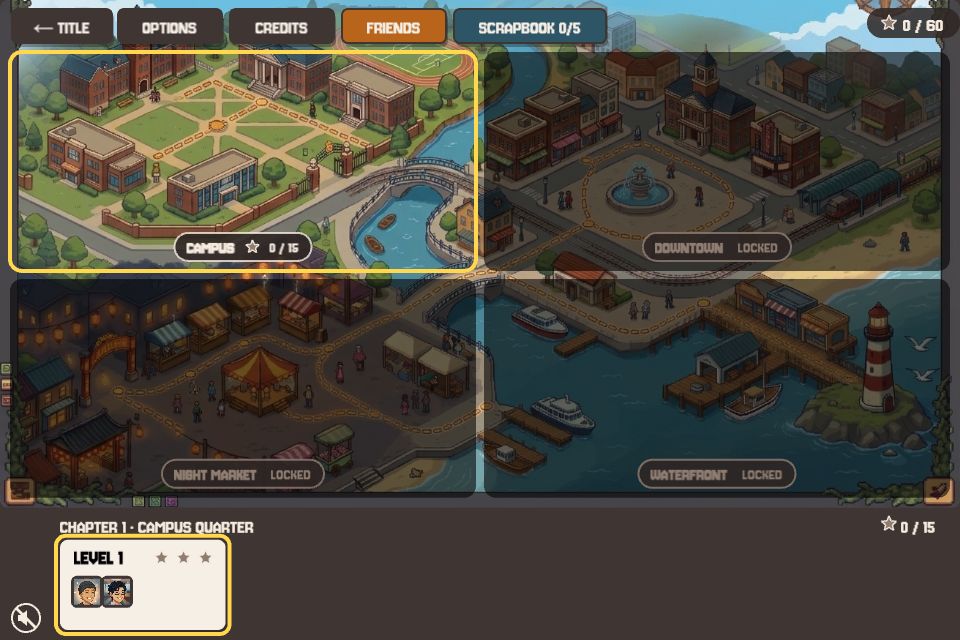 ← TITLE
OPTIONS
CREDITS
FRIENDS
SCRAPBOOK 0/5
0 / 60
CAMPUS 0 / 15
DOWNTOWN LOCKED
NIGHT MARKET LOCKED
WATERFRONT LOCKED
CHAPTER 1 · CAMPUS QUARTER
0 / 15
LEVEL 1